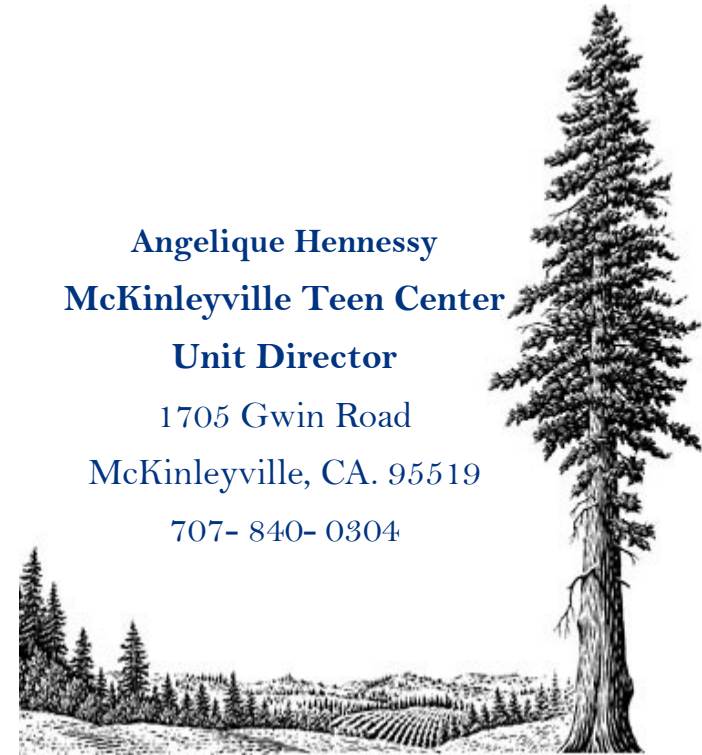 Angelique Hennessy
McKinleyville Teen Center
Unit Director
1705 Gwin Road
McKinleyville, CA. 95519
707- 840- 0304